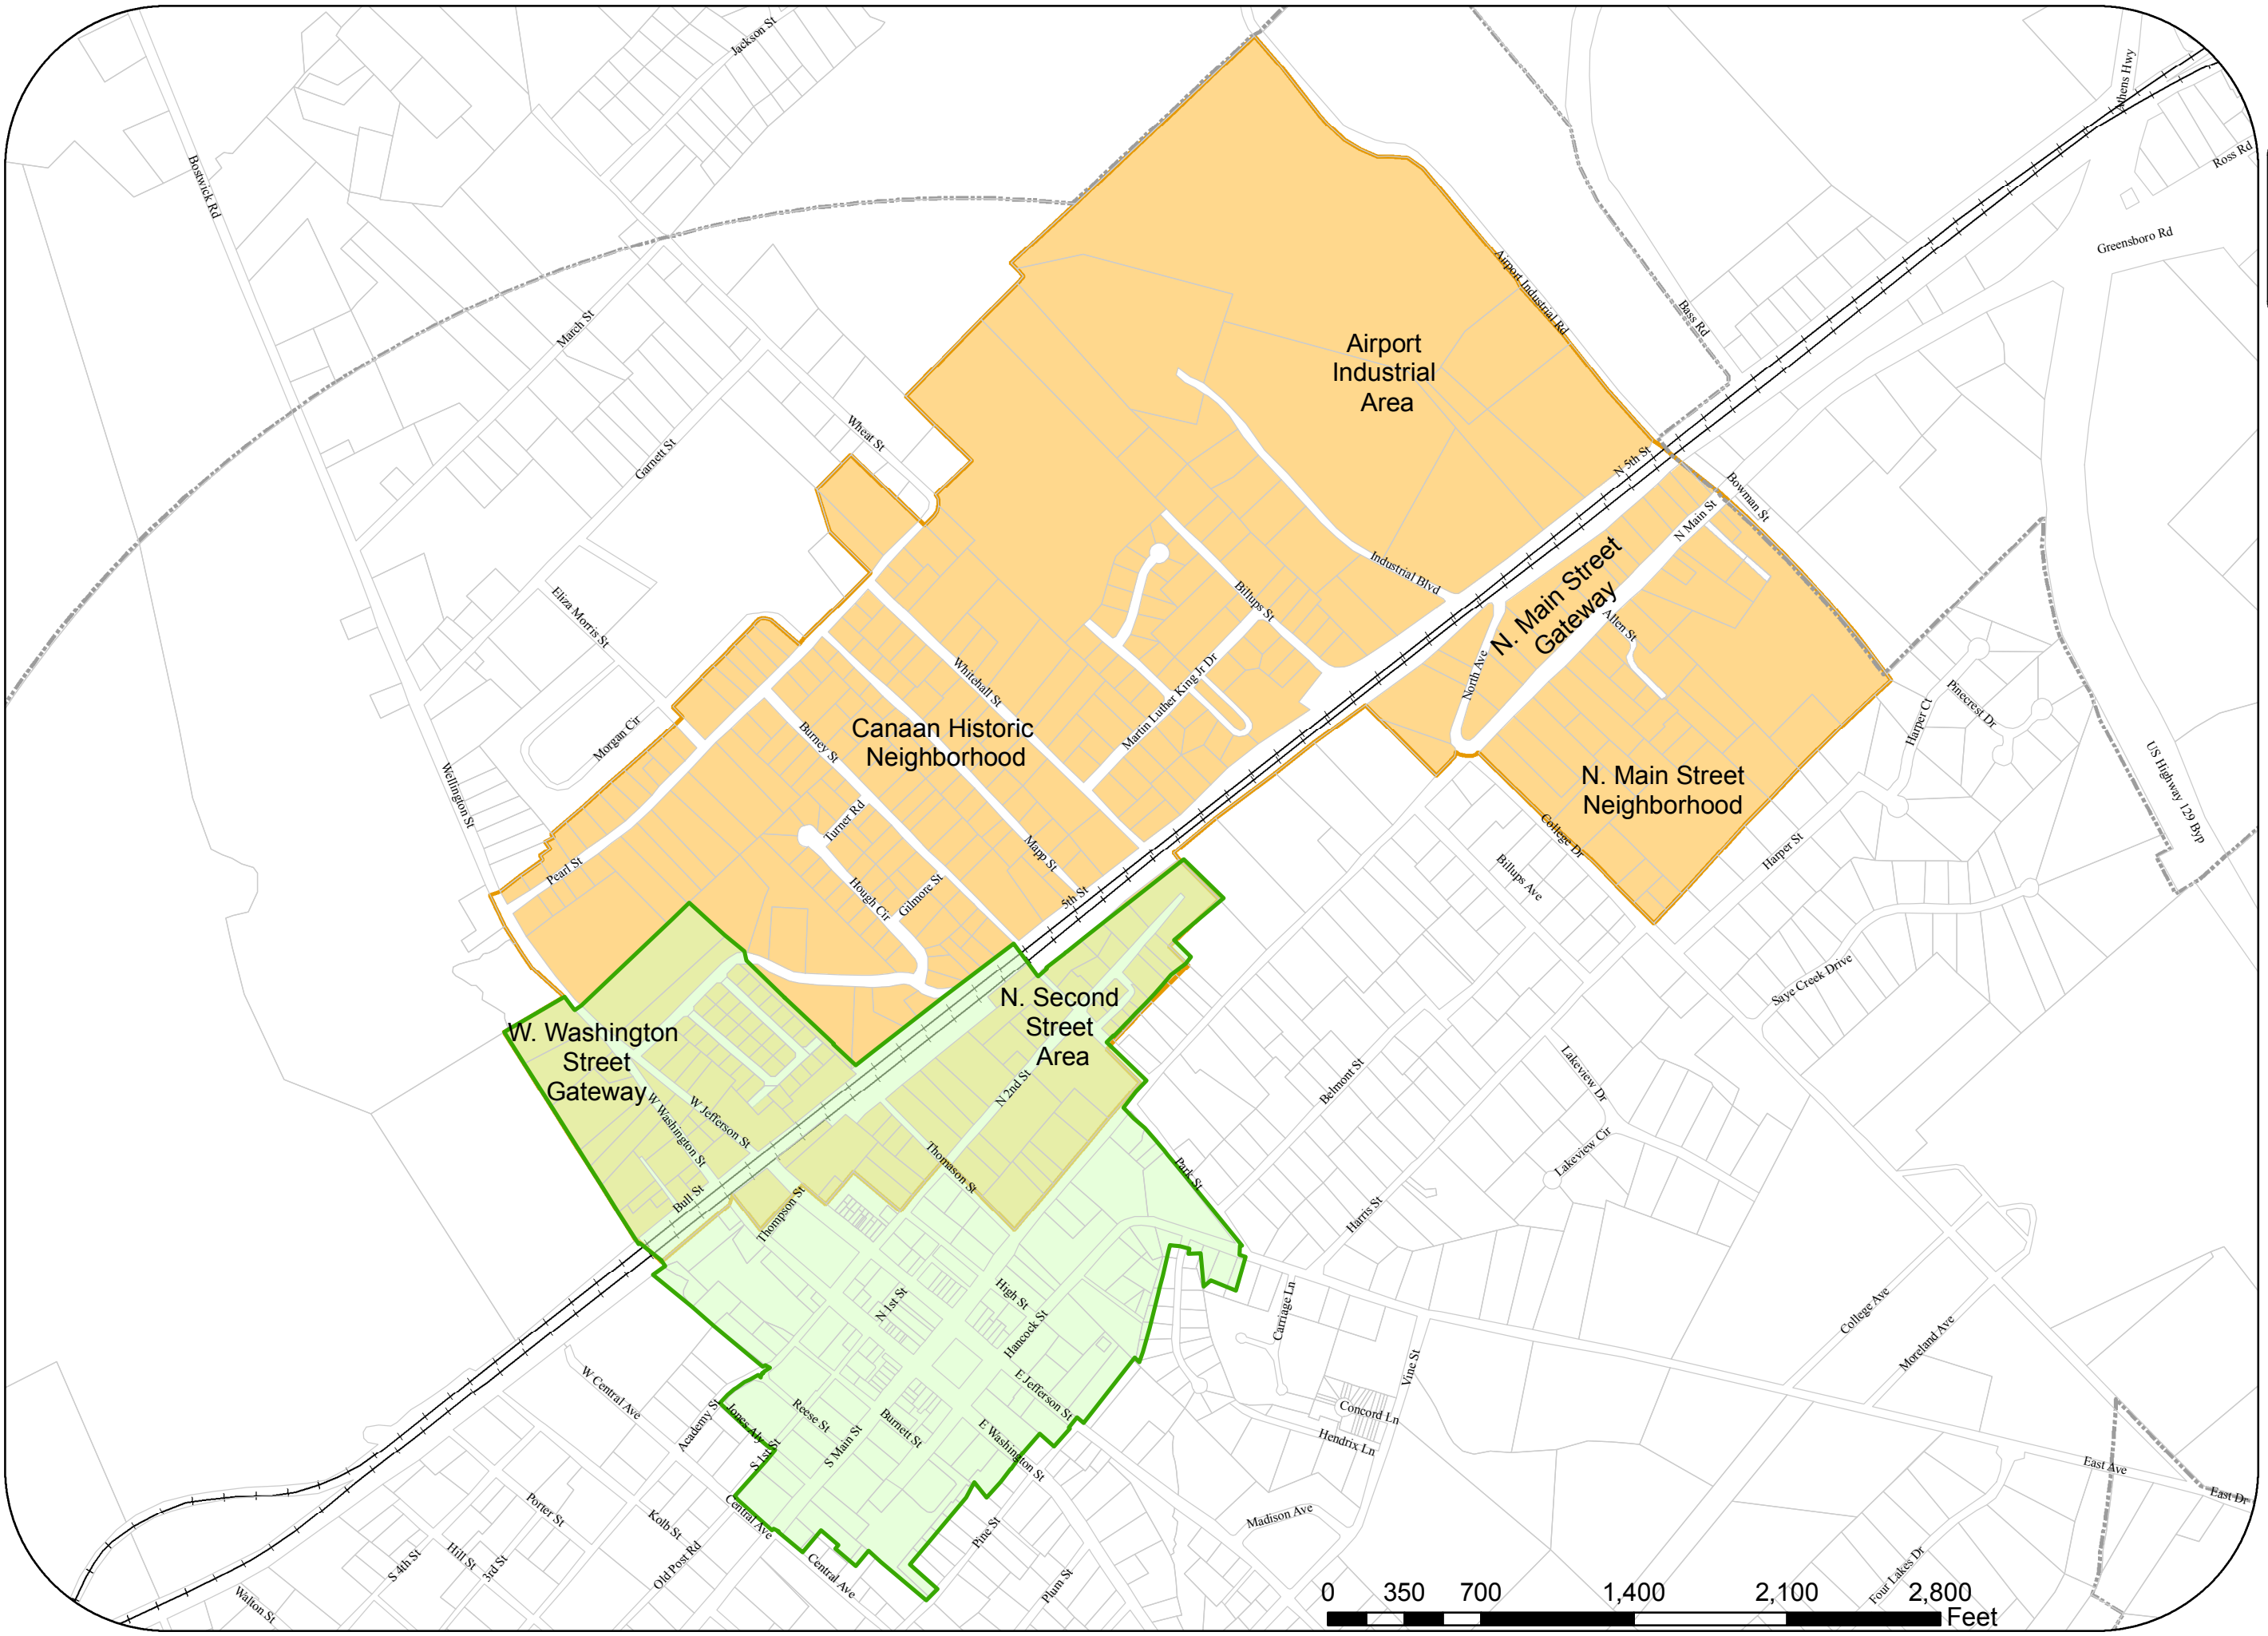 Jackson St
Athens Hwy
Ross Rd
Bostwick Rd
Greensboro Rd
Airport Industrial Rd
Bass Rd
March St
Airport
Industrial
Area
Wheat St
Garnett St
N 5th St
Bowman St
N Main St
Industrial Blvd
N. Main Street
Gateway
Billups St
Eliza Morris St
Allen St
Whitehall St
Martin Luther King Jr Dr
North Ave
Pinecrest Dr
Harper Ct
Morgan Cir
Burney St
Canaan Historic
Neighborhood
US Highway 129 Byp
Wellington St
N. Main Street
Neighborhood
Turner Rd
College Dr
Harper St
Mapp St
Pearl St
Billups Ave
Hough Cir
Gilmore St
5th St
Saye Creek Drive
N. Second
Street
Area
W. Washington
Street
Gateway
N 2nd St
Belmont St
Lakeview Dr
W Jefferson St
W Washington St
Lakeview Cir
Thomason St
Park St
Bull St
Thompson St
Harris St
N 1st St
High St
Hancock St
Carriage Ln
College Ave
Moreland Ave
Vine St
W Central Ave
E Jefferson St
Academy St
Jones Aly
Reese St
Burnett St
Concord Ln
S 1st St
S Main St
E Washington St
Hendrix Ln
East Ave
East Dr
Porter St
Kolb St
Central Ave
Madison Ave
Pine St
Hill St
S 4th St
3rd St
Old Post Rd
Central Ave
Plum St
Four Lakes Dr
Walton St
0 350 700 1,400 2,100 2,800
Feet